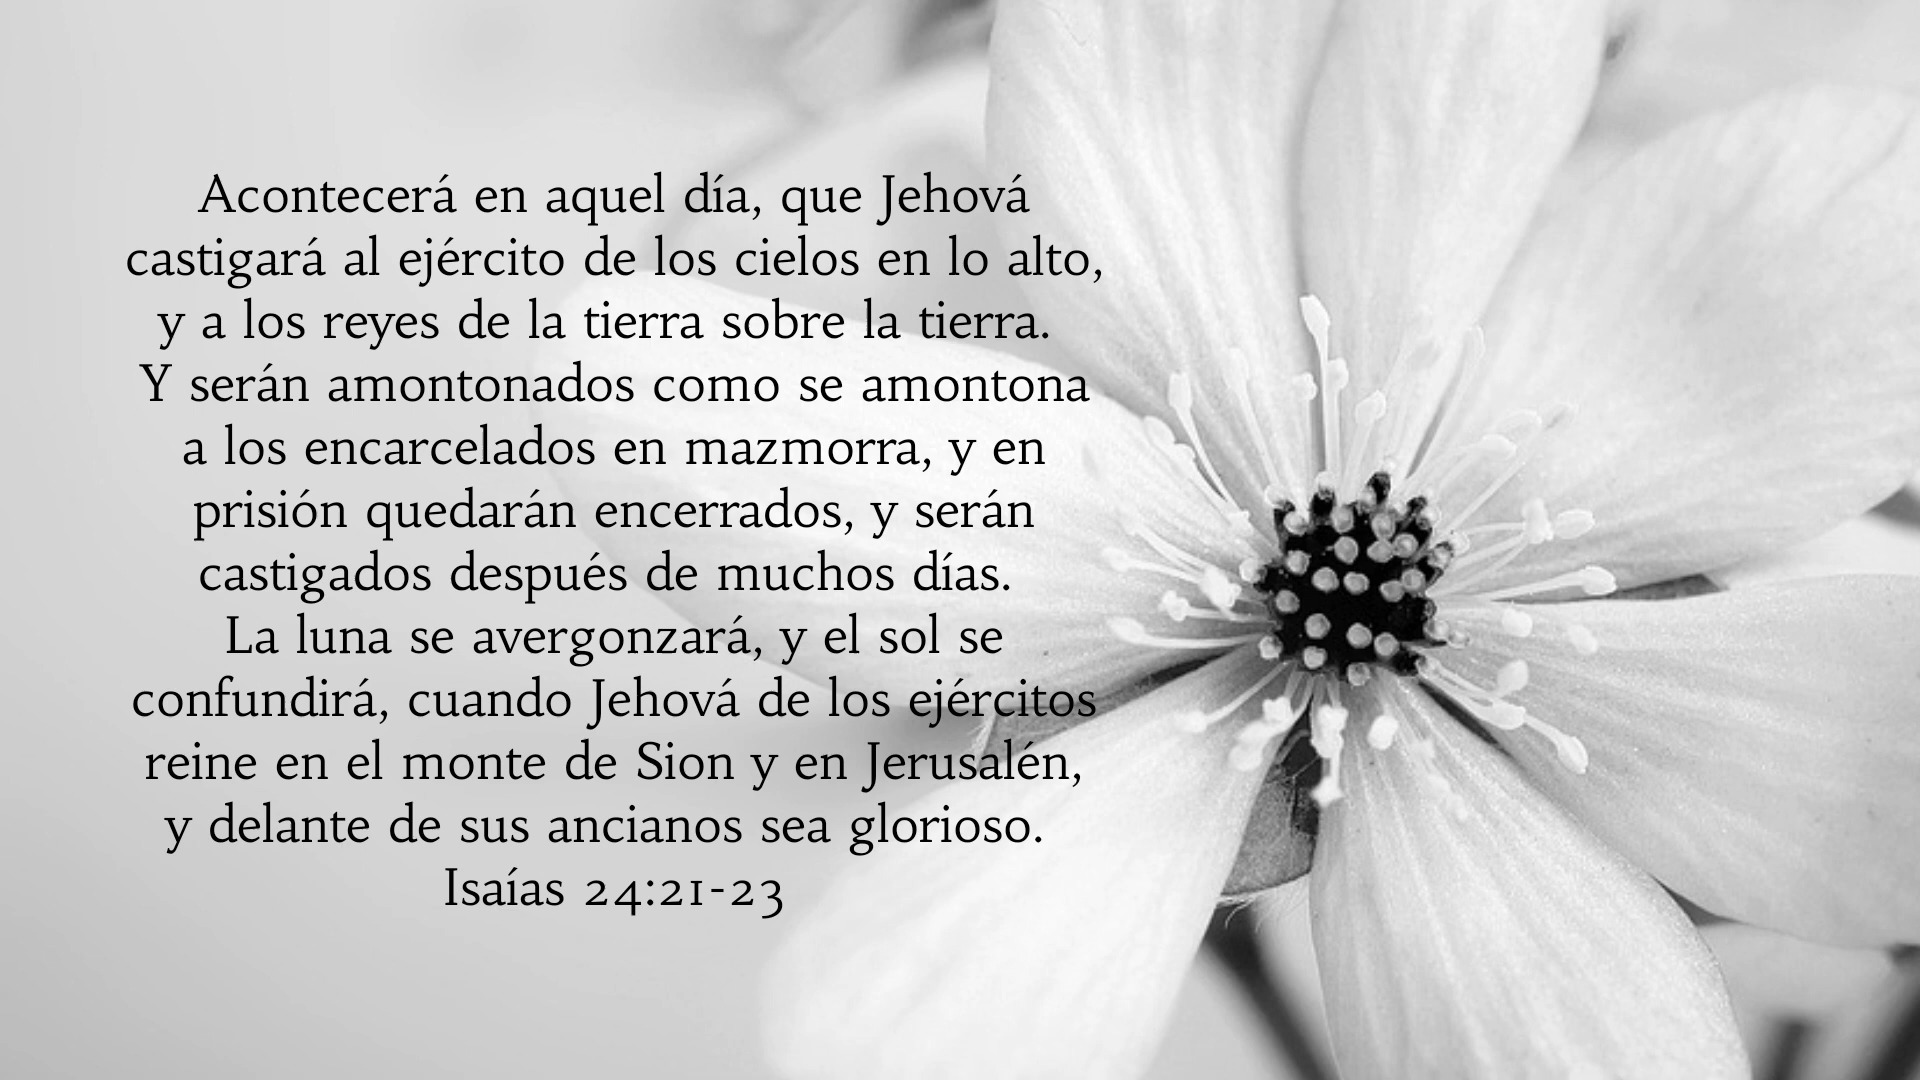 Acontecerá en aquel día, que Jehová
castigará al ejército de los cielos en lo alto,
y a los reyes de la tierra sobre la tierra.
Y serán amontonados como se amontona
a los encarcelados en mazmorra, y en
prisión quedarán encerrados, y serán
castigados después de muchos días.
La luna se avergonzará, y el sol se
confundirá, cuando Jehová de los ejércitos
reine en el monte de Sion y en Jerusalén,
y delante de sus ancianos sea glorioso.
Isaías 24:21-23